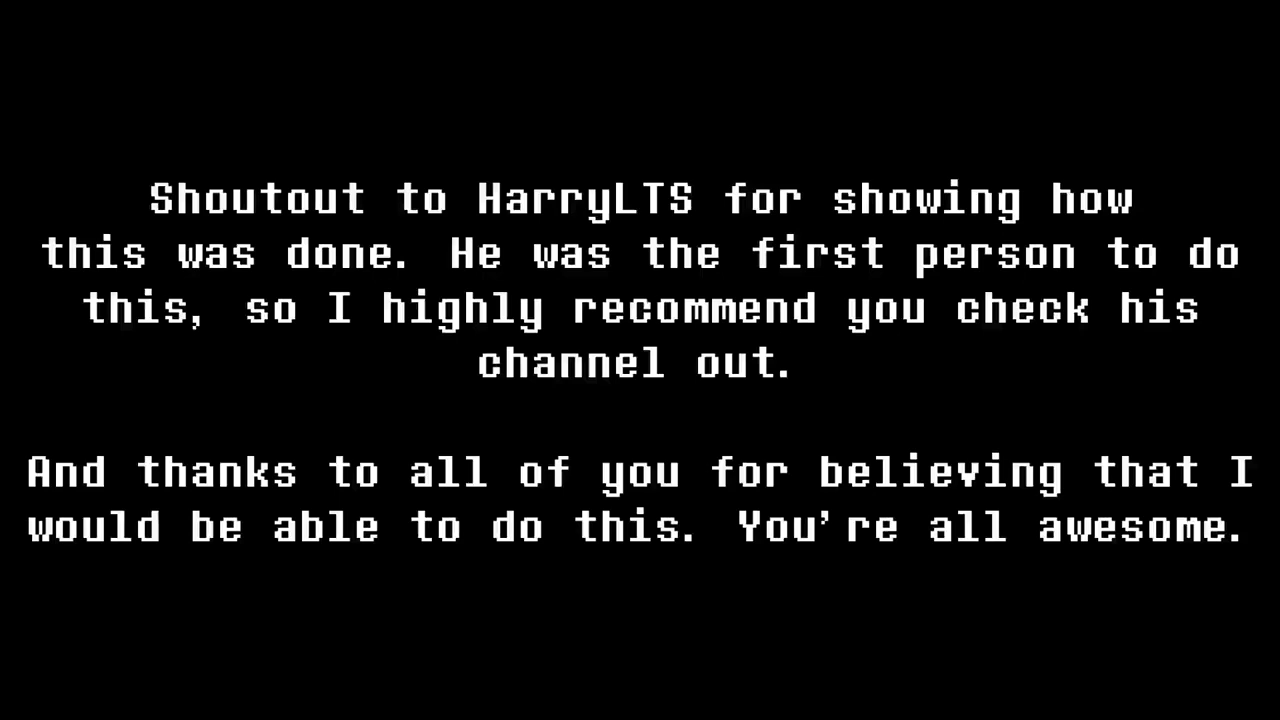 Shoutout to HarryLTS for showing how
this was done. He was the first person to do
this, so I highly recommend you check his
channel out.
And thanks to all of you for believing that I
would be able to do this. You're all awesome.